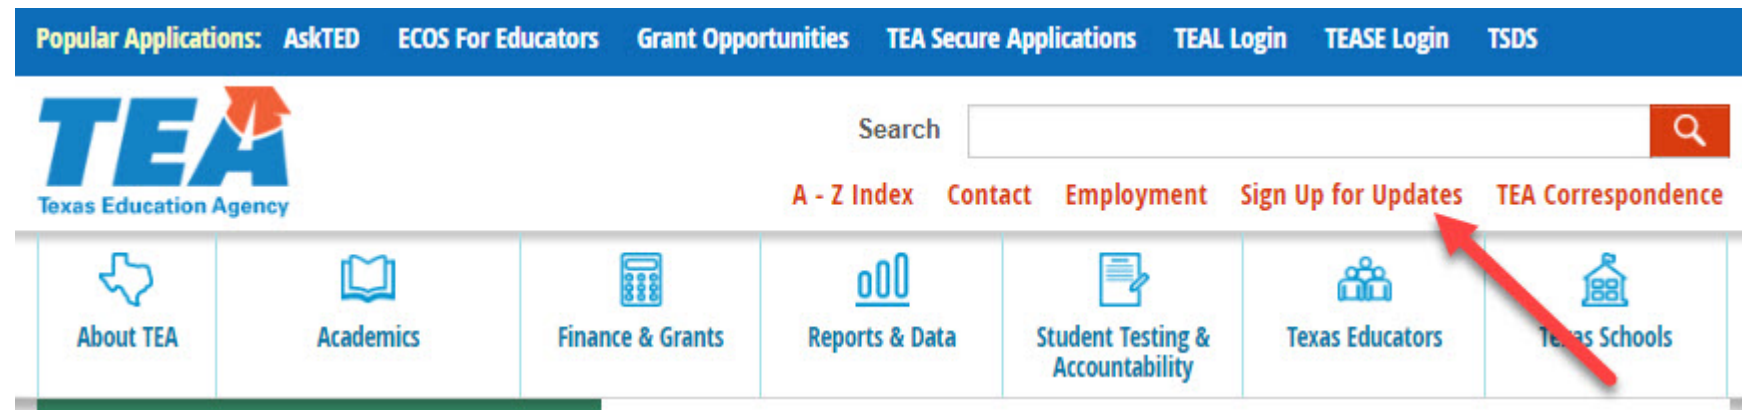 Popular Applications: AskTED ECOS For Educators Grant Opportunities TEA Secure Applications TEAL Login TEASE Login TSDS
TEA
Texas Education Agency
Search
A - Z Index Contact Employment Sign Up for Updates TEA Correspondence
About TEA Academics Finance & Grants Reports & Data Student Testing & Accountability Texas Educators Texas Schools